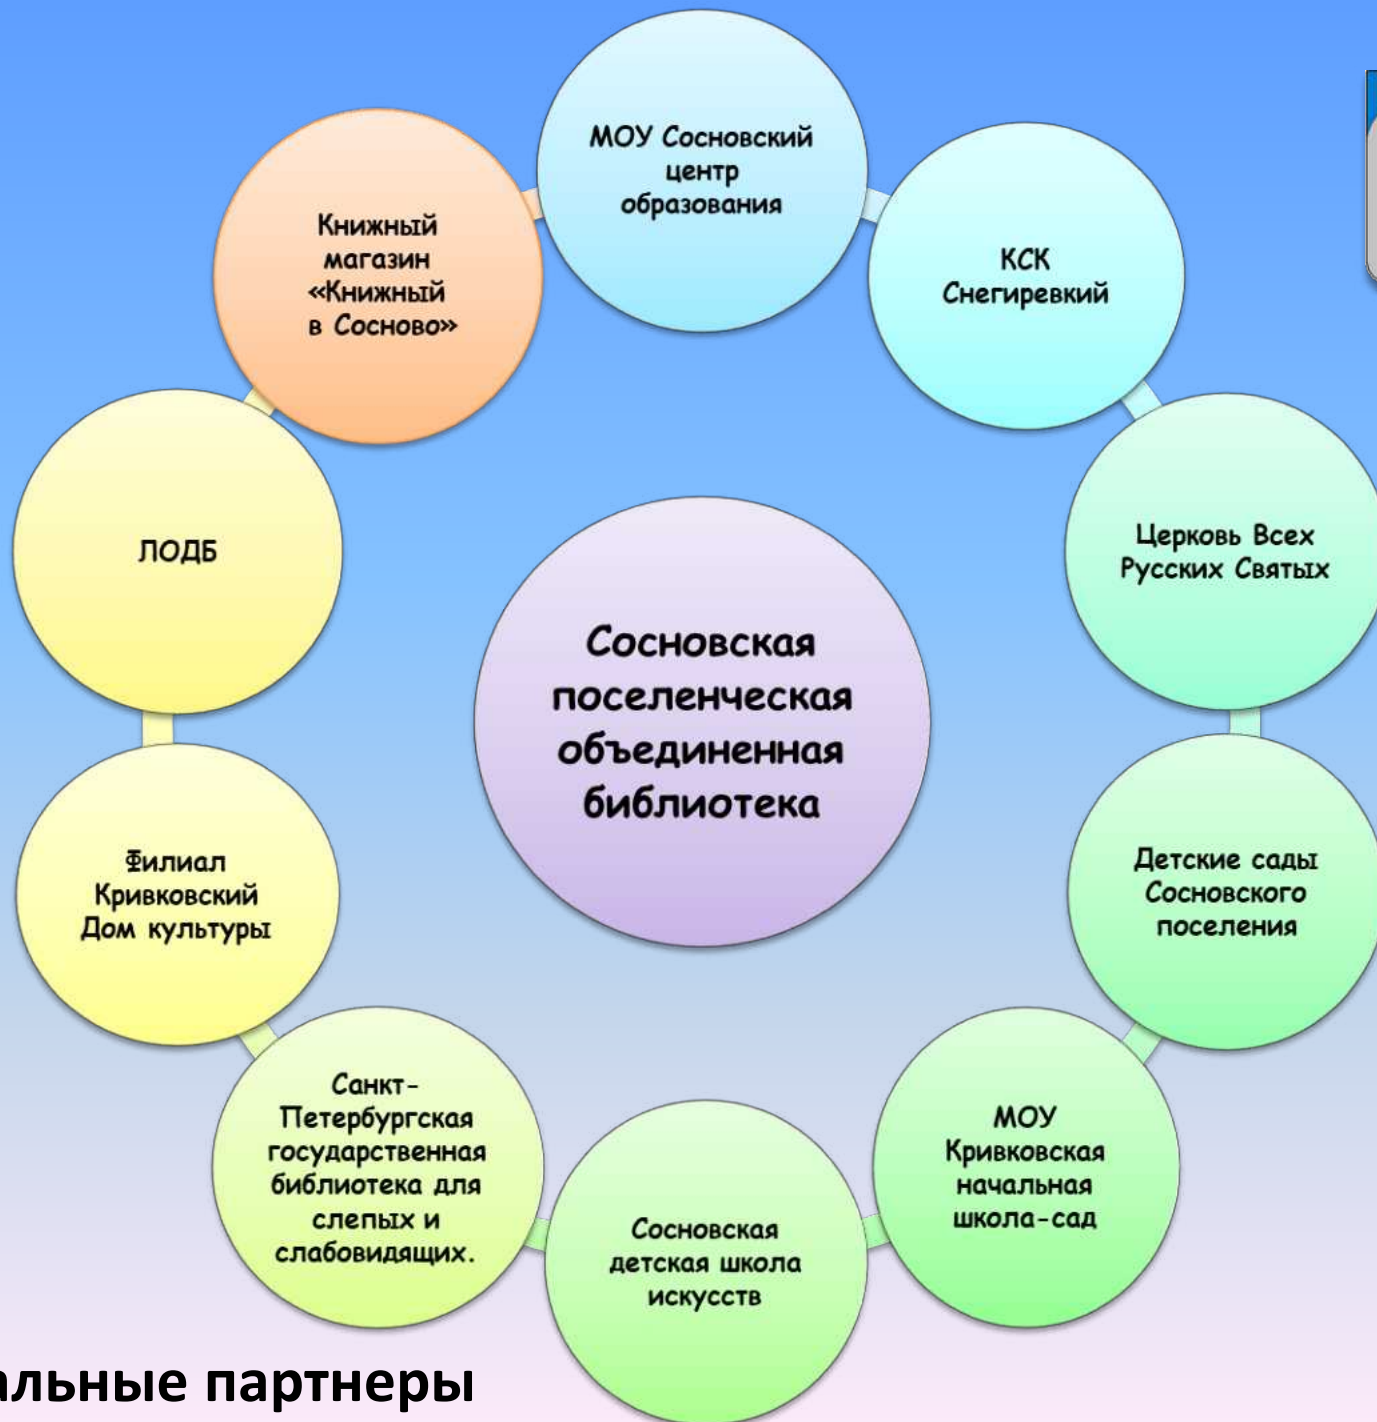 МОУ Сосновский
центр
образования
КСК
Снегиревкий
Церковь Всех
Русских Святых
Детские сады
Сосновского
поселения
МОУ
Кривковская
начальная
школа-сад
Сосновская
детская школа
искусств
Санкт-
Петербургская
государственная
библиотека для
слепых и
слабовидящих.
Филиал
Кривковский
Дом культуры
ЛОДБ
Книжный
магазин
«Книжный
в Сосново»
Сосновская
поселенческая
объединенная
библиотека
альные партнеры